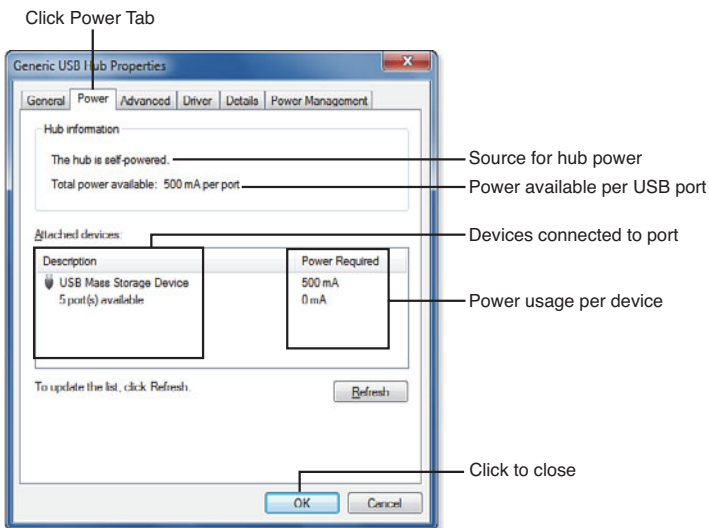 Click Power Tab
Generic USB Hub Properties
X
General Power Advanced Driver Details Power Management
Hub information
The hub is self-powered.
Source for hub power
Total power available: 500 mA per port
Power available per USB port
Attached devices:
Devices connected to port
Description Power Required
USB Mass Storage Device 500 mA
5 port(s) available 0 mA
Power usage per device
To update the list, click Refresh.
Refresh
Click to close
OK Cancel